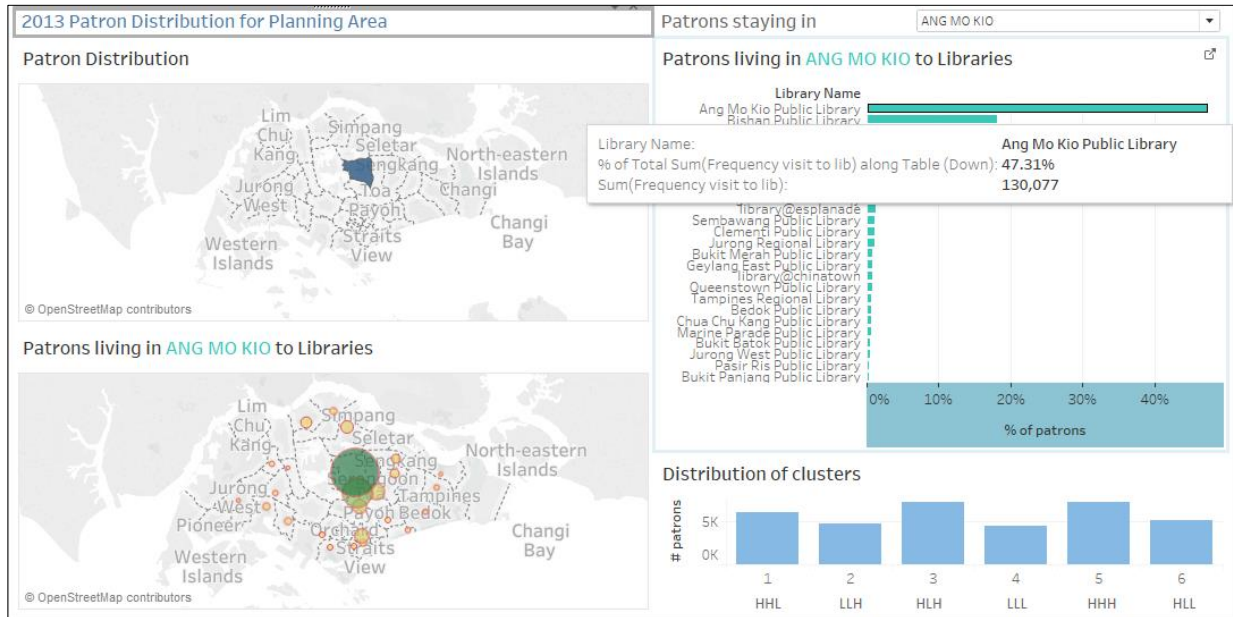 2013 Patron Distribution for Planning Area
Patron Distribution
Lim
Chu
Kang
Simpang
Seletar
Sengkang
North-eastern
Islands
Jurong
West
Toa
Payoh
Changi
Western
Islands
Straits
View
Changi
Bay
© OpenStreetMap contributors
Patrons living in ANG MO KIO to Libraries
Lim
Chu
Kang
Simpang
Seletar
Sengkang
Serangoon
North-eastern
Islands
Jurong
West
Tampines
Pioneer
Payoh Bedok
Orchard
Straits
View
Western
Islands
Changi
Bay
© OpenStreetMap contributors
Patrons staying in
ANG MO KIO
Patrons living in ANG MO KIO to Libraries
Library Name
Ang Mo Kio Public Library
Bishan Public Library
Library Name: Ang Mo Kio Public Library
% of Total Sum(Frequency visit to lib) along Table (Down): 47.31%
Sum(Frequency visit to lib): 130,077
library@esplanade
Sembawang Public Library
Clementi Public Library
Jurong Regional Library
Bukit Merah Public Library
Geylang East Public Library
library@chinatown
Queenstown Public Library
Tampines Regional Library
Bedok Public Library
Chua Chu Kang Public Library
Marine Parade Public Library
Bukit Batok Public Library
Jurong West Public Library
Pasir Ris Public Library
Bukit Panjang Public Library
0% 10% 20% 30% 40%
% of patrons
Distribution of clusters
# patrons
5K
0K
1 2 3 4 5 6
HHL LLH HLH LLL HHH HLL